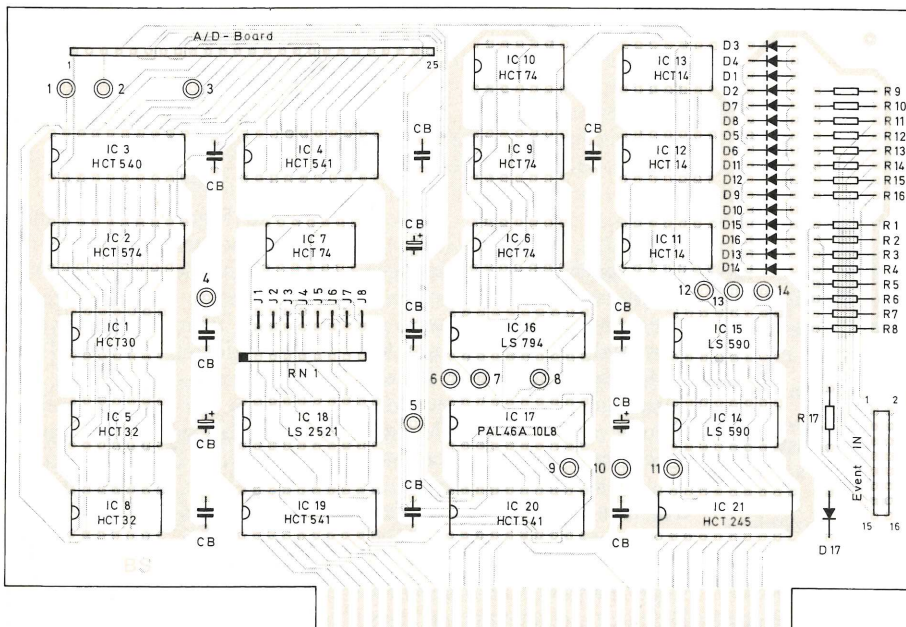 A/D-Board
1
25
1
2
3
IC 10
HCT 74
IC 13
HCT 14
D3
D4
D1
D2
D7
D8
D5
D6
D11
D12
D9
D10
D15
D16
D13
D14
R 9
R 10
R 11
R 12
R 13
R 14
R 15
R 16
R 1
R 2
R 3
R 4
R 5
R 6
R 7
R 8
IC 3
HCT 540
CB
IC 4
HCT 541
CB
IC 9
HCT 74
CB
IC 12
HCT 14
IC 2
HCT 574
IC 7
HCT 74
CB
+
IC 6
HCT 74
IC 11
HCT 14
4
J1
J2
J3
J4
J5
J6
J7
J8
12
13
14
IC 1
HCT30
CB
RN 1
CB
IC 16
LS 794
CB
IC 15
LS 590
6
7
8
IC 5
HCT32
+
CB
IC 18
LS 2521
5
IC 17
PAL46A 10L8
CB
+
IC 14
LS 590
R 17
1
2
Event IN
15
16
9
10
11
IC 8
HCT 32
CB
IC 19
HCT541
CB
IC 20
HCT541
CB
IC 21
HCT 245
D17